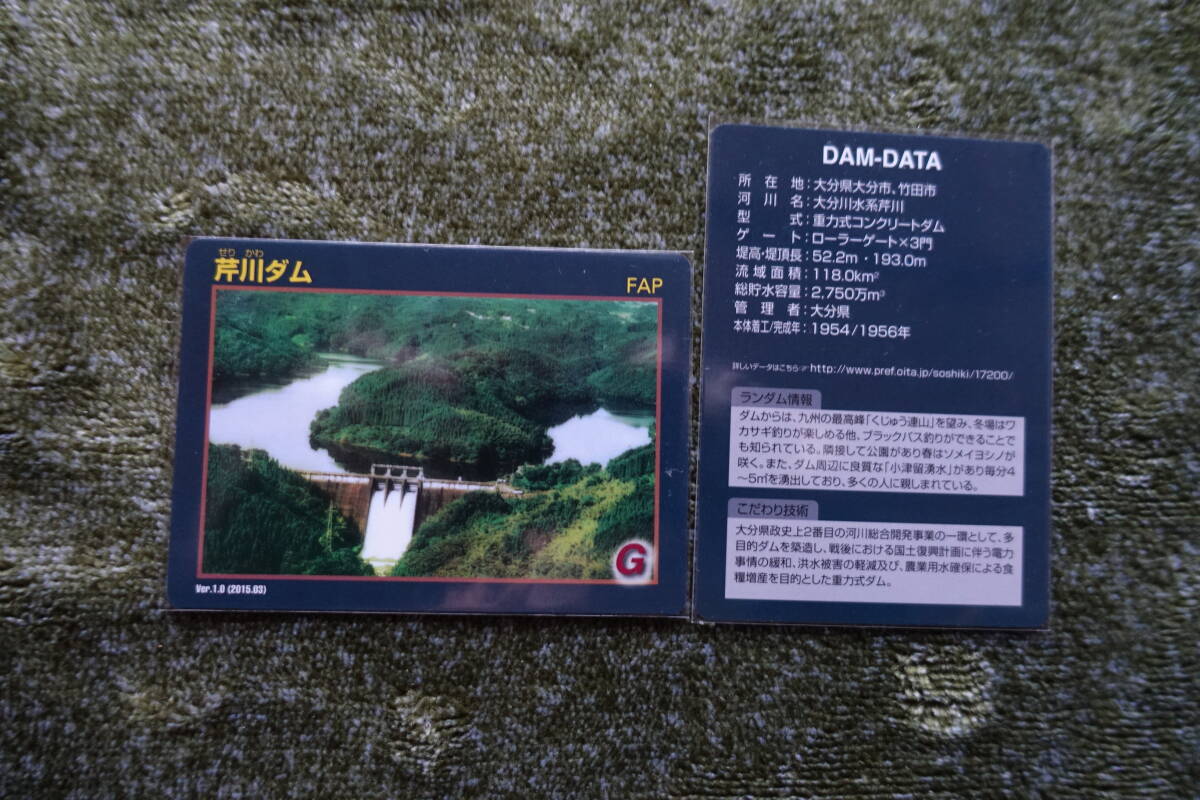 せり かわ
芹川ダム
FAP
G
Ver.1.0 (2015.03)
DAM-DATA
所在地：大分県大分市、竹田市
河川名：大分川水系芹川
型式：重力式コンクリートダム
ゲート：ローラーゲート×3門
堤高・堤頂長：52.2m・193.0m
流域面積：118.0km²
総貯水容量：2,750万m³
管理者：大分県
本体着工/完成年：1954/1956年
詳しいデータはこちら☞http://www.pref.oita.jp/soshiki/17200/
ランダム情報
ダムからは、九州の最高峰「くじゅう連山」を望み、冬場はワ
カサギ釣りが楽しめる他、ブラックバス釣りができることで
も知られている。隣接して公園があり春はソメイヨシノが
咲く。また、ダム周辺に良質な「小津留湧水」があり毎分4
～5㎥を湧出しており、多くの人に親しまれている。
こだわり技術
大分県政史上2番目の河川総合開発事業の一環として、多
目的ダムを築造し、戦後における国土復興計画に伴う電力
事情の緩和、洪水被害の軽減及び、農業用水確保による食
糧増産を目的とした重力式ダム。